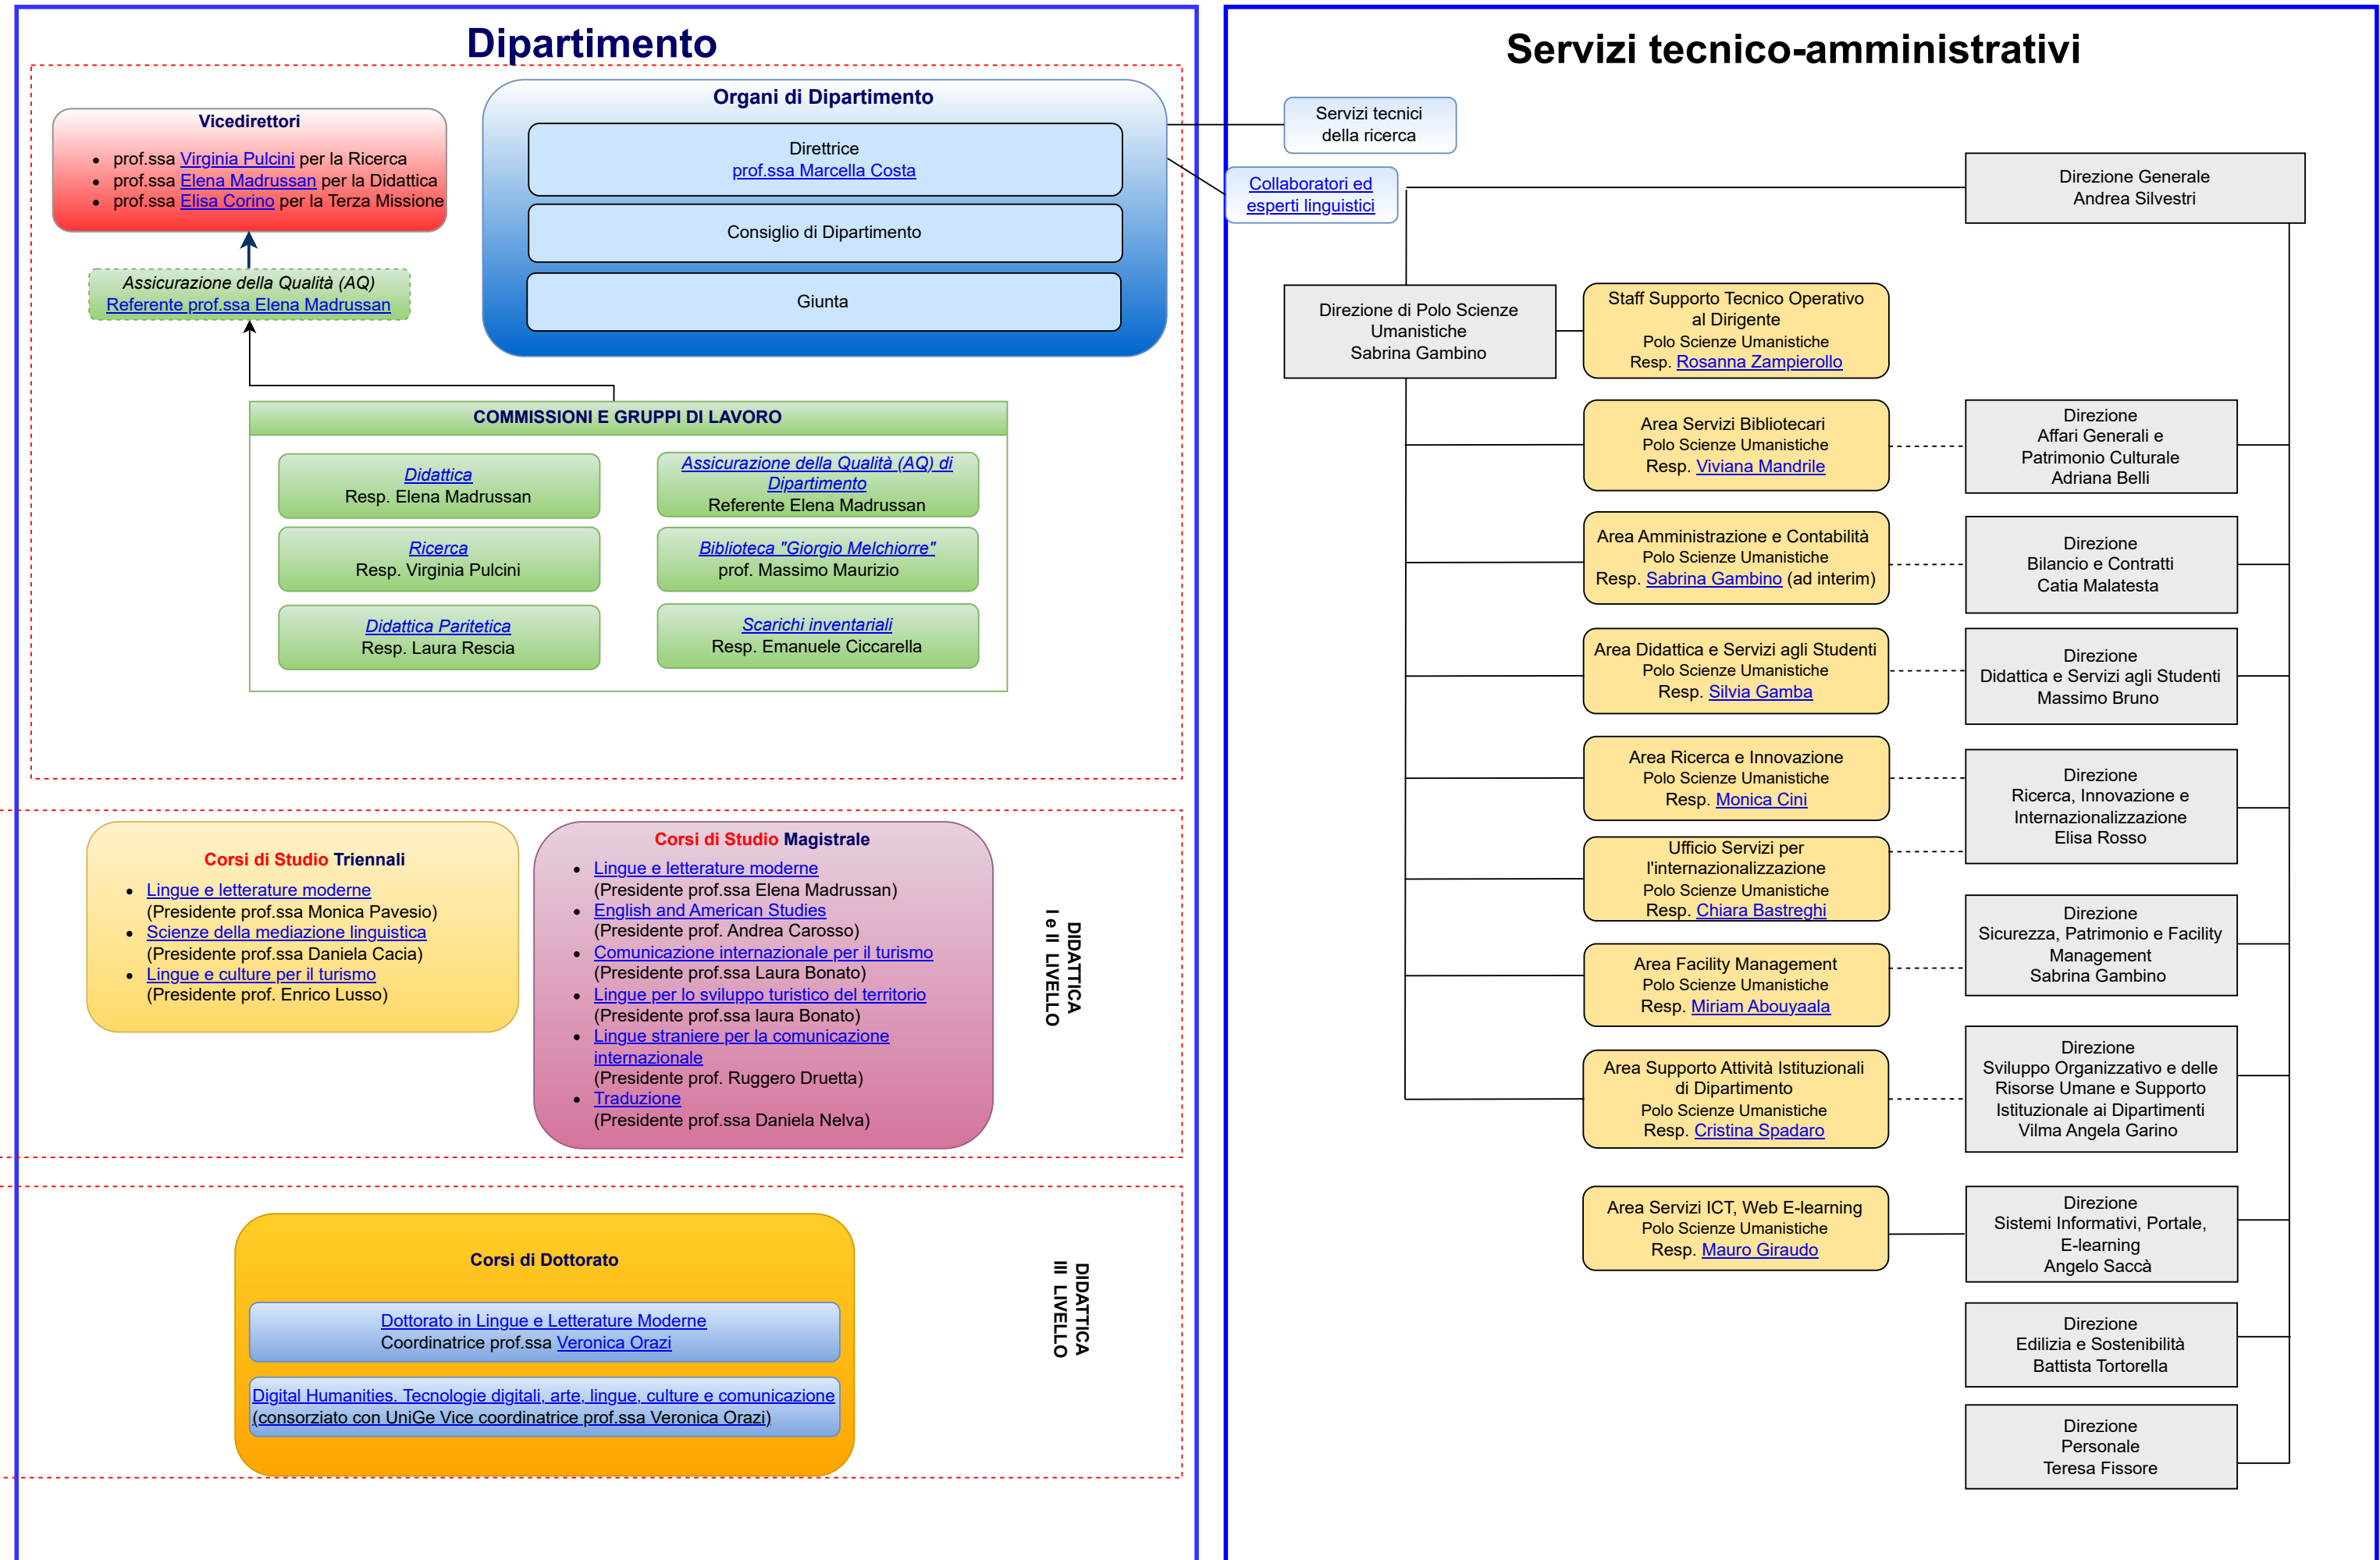 Dipartimento
Vicedirettori
prof.ssa Virginia Pulcini per la Ricerca
prof.ssa Elena Madrussan per la Didattica
prof.ssa Elisa Corino per la Terza Missione
Assicurazione della Qualità (AQ)
Referente prof.ssa Elena Madrussan
Organi di Dipartimento
Direttrice
prof.ssa Marcella Costa
Consiglio di Dipartimento
Giunta
COMMISSIONI E GRUPPI DI LAVORO
Didattica
Resp. Elena Madrussan
Assicurazione della Qualità (AQ) di
Dipartimento
Referente Elena Madrussan
Ricerca
Resp. Virginia Pulcini
Biblioteca "Giorgio Melchiorre"
prof. Massimo Maurizio
Didattica Paritetica
Resp. Laura Rescia
Scarichi inventariali
Resp. Emanuele Ciccarella
Corsi di Studio Triennali
Lingue e letterature moderne
(Presidente prof.ssa Monica Pavesio)
Scienze della mediazione linguistica
(Presidente prof.ssa Daniela Cacia)
Lingue e culture per il turismo
(Presidente prof. Enrico Lusso)
Corsi di Studio Magistrale
Lingue e letterature moderne
(Presidente prof.ssa Elena Madrussan)
English and American Studies
(Presidente prof. Andrea Carosso)
Comunicazione internazionale per il turismo
(Presidente prof.ssa Laura Bonato)
Lingue per lo sviluppo turistico del territorio
(Presidente prof.ssa laura Bonato)
Lingue straniere per la comunicazione
internazionale
(Presidente prof. Ruggero Druetta)
Traduzione
(Presidente prof.ssa Daniela Nelva)
DIDATTICA
I e II LIVELLO
Corsi di Dottorato
Dottorato in Lingue e Letterature Moderne
Coordinatrice prof.ssa Veronica Orazi
Digital Humanities. Tecnologie digitali, arte, lingue, culture e comunicazione
(consorziato con UniGe Vice coordinatrice prof.ssa Veronica Orazi)
DIDATTICA
III LIVELLO
Servizi tecnico-amministrativi
Servizi tecnici
della ricerca
Collaboratori ed
esperti linguistici
Direzione Generale
Andrea Silvestri
Direzione di Polo Scienze
Umanistiche
Sabrina Gambino
Staff Supporto Tecnico Operativo
al Dirigente
Polo Scienze Umanistiche
Resp. Rosanna Zampierollo
Area Servizi Bibliotecari
Polo Scienze Umanistiche
Resp. Viviana Mandrile
Direzione
Affari Generali e
Patrimonio Culturale
Adriana Belli
Area Amministrazione e Contabilità
Polo Scienze Umanistiche
Resp. Sabrina Gambino (ad interim)
Direzione
Bilancio e Contratti
Catia Malatesta
Area Didattica e Servizi agli Studenti
Polo Scienze Umanistiche
Resp. Silvia Gamba
Direzione
Didattica e Servizi agli Studenti
Massimo Bruno
Area Ricerca e Innovazione
Polo Scienze Umanistiche
Resp. Monica Cini
Direzione
Ricerca, Innovazione e
Internazionalizzazione
Elisa Rosso
Ufficio Servizi per
l'internazionalizzazione
Polo Scienze Umanistiche
Resp. Chiara Bastreghi
Direzione
Sicurezza, Patrimonio e Facility
Management
Sabrina Gambino
Area Facility Management
Polo Scienze Umanistiche
Resp. Miriam Abouyaala
Area Supporto Attività Istituzionali
di Dipartimento
Polo Scienze Umanistiche
Resp. Cristina Spadaro
Direzione
Sviluppo Organizzativo e delle
Risorse Umane e Supporto
Istituzionale ai Dipartimenti
Vilma Angela Garino
Area Servizi ICT, Web E-learning
Polo Scienze Umanistiche
Resp. Mauro Giraudo
Direzione
Sistemi Informativi, Portale,
E-learning
Angelo Saccà
Direzione
Edilizia e Sostenibilità
Battista Tortorella
Direzione
Personale
Teresa Fissore